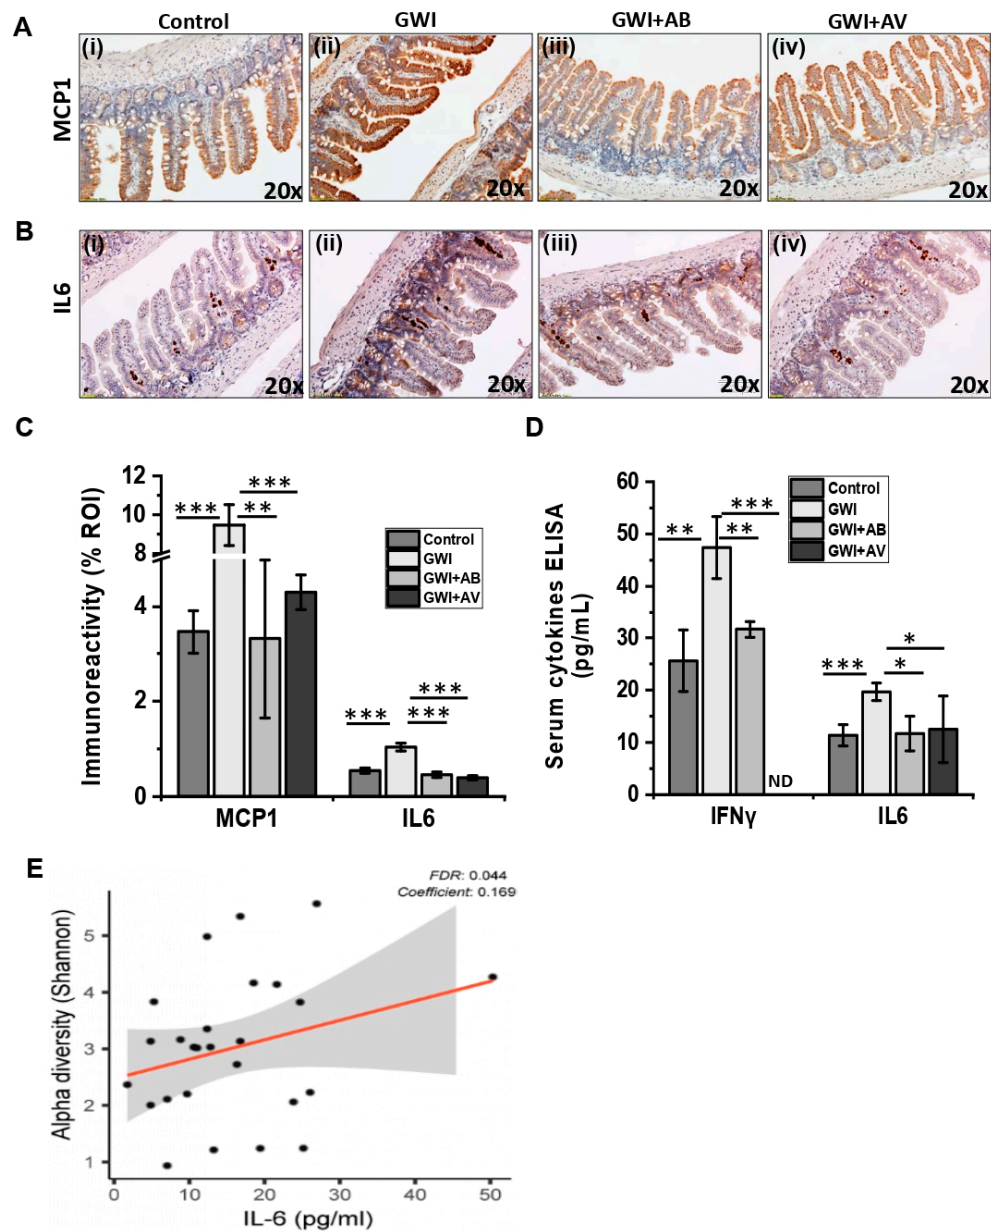 A
Control
GWI
GWI+AB
GWI+AV
MCP1
(i)
(ii)
(iii)
(iv)
20x
20x
20x
20x
B
IL6
(i)
(ii)
(iii)
(iv)
20x
20x
20x
20x
C
Immunoreactivity (% ROI)
12
10
8
4
2
0
***
***
**
***
***
***
Control
GWI
GWI+AB
GWI+AV
MCP1
IL6
D
Serum cytokines ELISA
(pg/mL)
60
50
40
30
20
10
0
**
***
**
ND
***
*
*
Control
GWI
GWI+AB
GWI+AV
IFNγ
IL6
E
FDR: 0.044
Coefficient: 0.169
Alpha diversity (Shannon)
5
4
3
2
1
0
10
20
30
40
50
IL-6 (pg/ml)